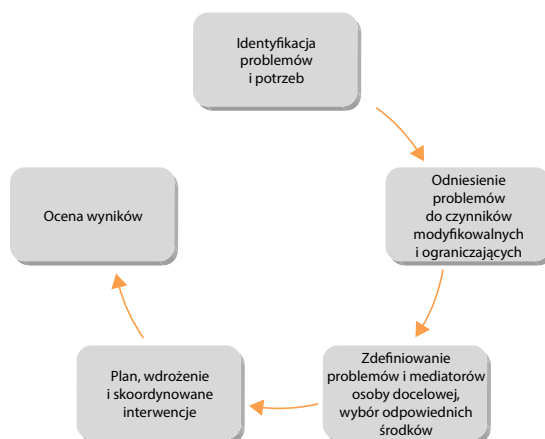 Identyfikacja
problemów
i potrzeb
Odniesienie
problemów
do czynników
modyfikowalnych
i ograniczających
Zdefiniowanie
problemów i mediatorów
osoby docelowej,
wybór odpowiednich
środków
Plan, wdrożenie
i skoordynowane
interwencje
Ocena wyników